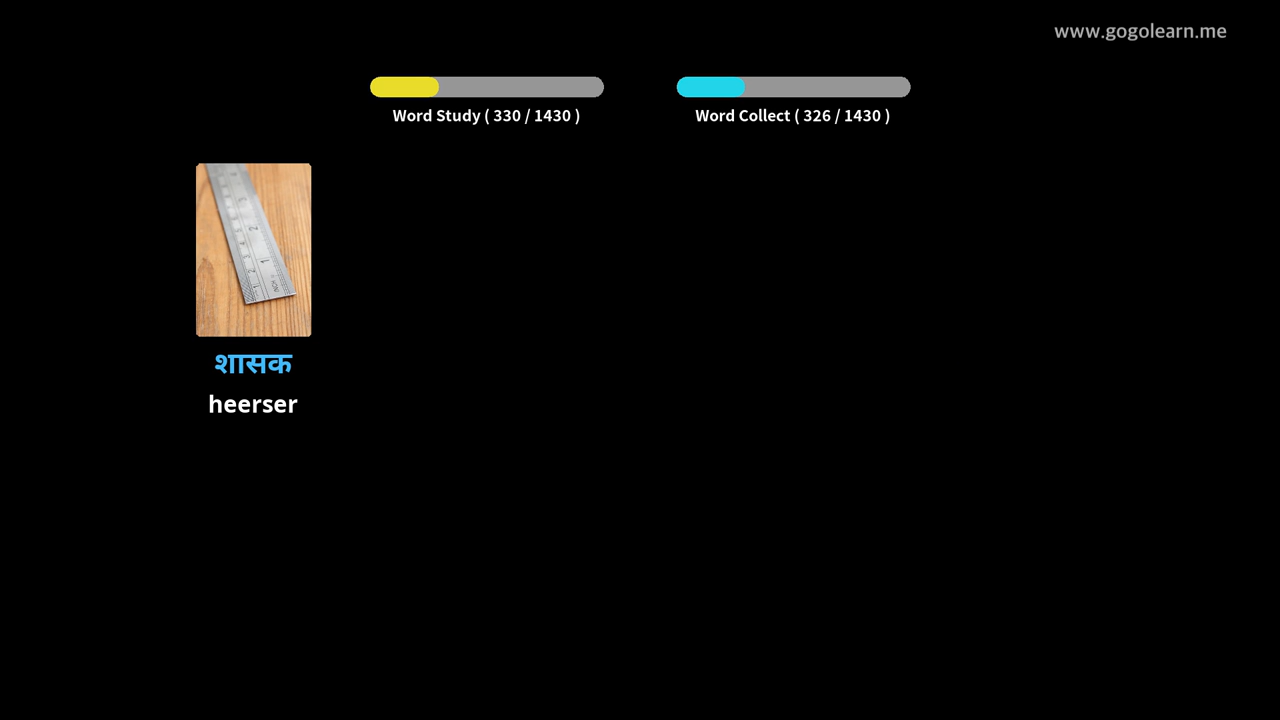 www.gogolearn.me
Word Study ( 330 / 1430 )
Word Collect ( 326 / 1430 )
शासक
heerser